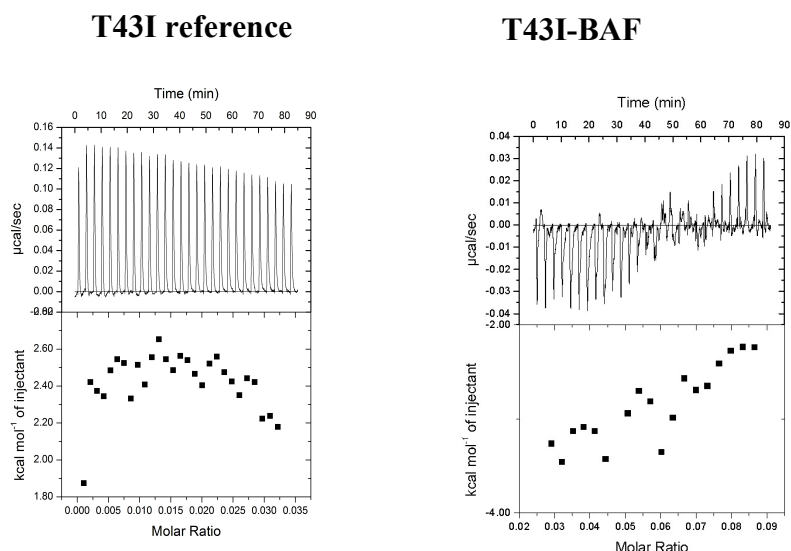 T43I reference
T43I-BAF
Time (min)
0 10 20 30 40 50 60 70 80 90
0.16
0.14
0.12
0.10
0.08
0.06
0.04
0.02
0.00
µcal/sec
2.60
2.40
2.20
2.00
1.80
kcal mol⁻¹ of injectant
0.000 0.005 0.010 0.015 0.020 0.025 0.030 0.035
Molar Ratio
Time (min)
0 10 20 30 40 50 60 70 80 90
0.04
0.03
0.02
0.01
0.00
-0.01
-0.02
-0.03
-0.04
µcal/sec
-2.00
-4.00
kcal mol⁻¹ of injectant
0.02 0.03 0.04 0.05 0.06 0.07 0.08 0.09
Molar Ratio